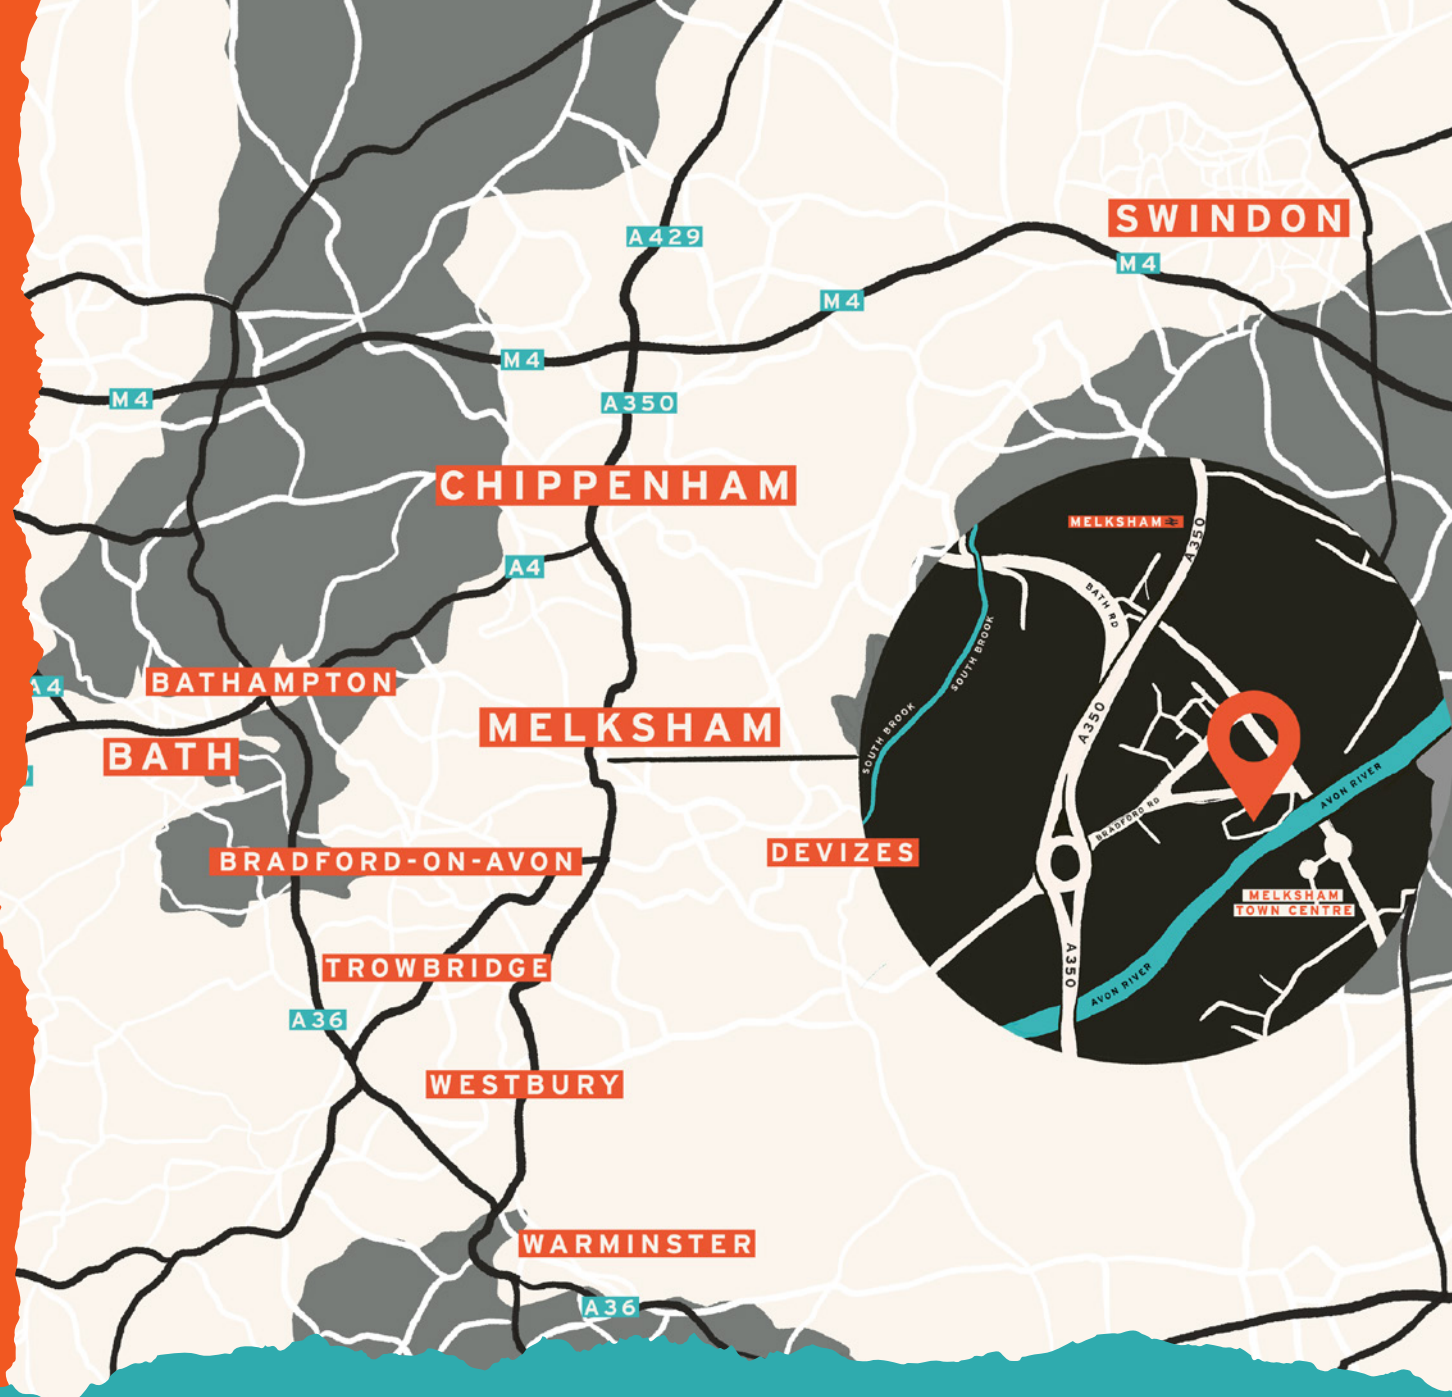 SWINDON
A429
M4
M4
M4
M4
A350
CHIPPENHAM
A4
BATHAMPTON
A4
BATH
MELKSHAM
BRADFORD-ON-AVON
DEVIZES
TROWBRIDGE
A36
WESTBURY
WARMINSTER
A36
MELKSHAM
A350
BATH RD
SOUTH BROOK
SOUTH BROOK
A350
BRADFORD RD
AVON RIVER
MELKSHAM
TOWN CENTRE
A350
AVON RIVER